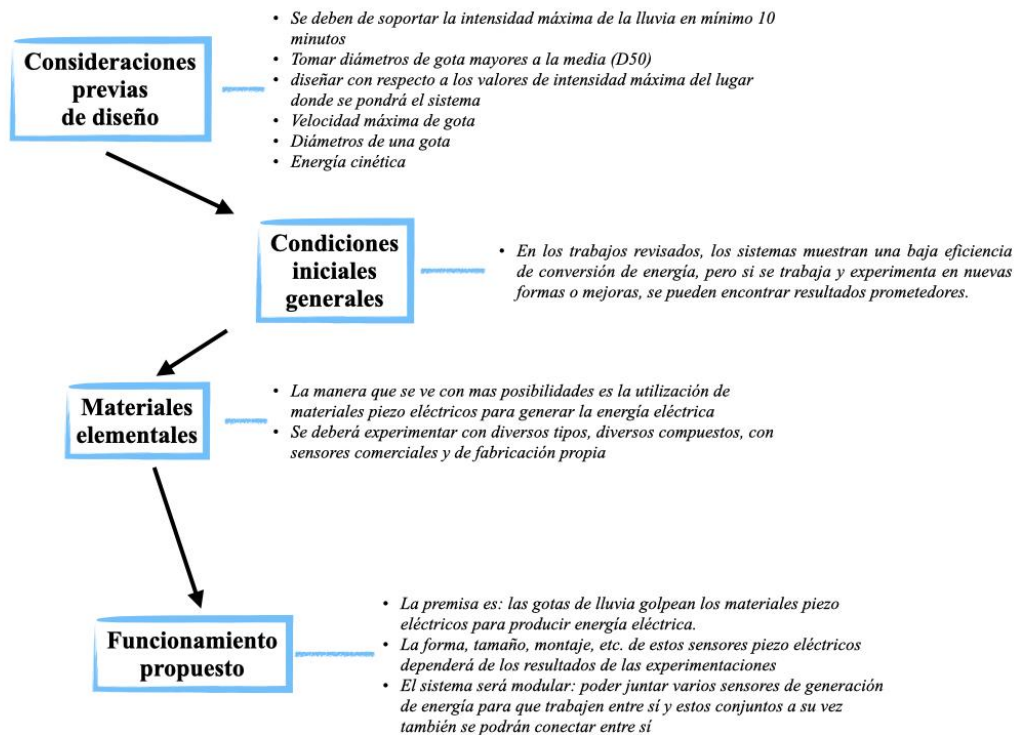 Consideraciones
previas
de diseño
• Se deben de soportar la intensidad máxima de la lluvia en mínimo 10
minutos
• Tomar diámetros de gota mayores a la media (D50)
• diseñar con respecto a los valores de intensidad máxima del lugar
donde se pondrá el sistema
• Velocidad máxima de gota
• Diámetros de una gota
• Energía cinética
Condiciones
iniciales
generales
• En los trabajos revisados, los sistemas muestran una baja eficiencia
de conversión de energía, pero si se trabaja y experimenta en nuevas
formas o mejoras, se pueden encontrar resultados prometedores.
Materiales
elementales
• La manera que se ve con mas posibilidades es la utilización de
materiales piezo eléctricos para generar la energía eléctrica
• Se deberá experimentar con diversos tipos, diversos compuestos, con
sensores comerciales y de fabricación propia
Funcionamiento
propuesto
• La premisa es: las gotas de lluvia golpean los materiales piezo
eléctricos para producir energía eléctrica.
• La forma, tamaño, montaje, etc. de estos sensores piezo eléctricos
dependerá de los resultados de las experimentaciones
• El sistema será modular: poder juntar varios sensores de generación
de energía para que trabajen entre sí y estos conjuntos a su vez
también se podrán conectar entre sí